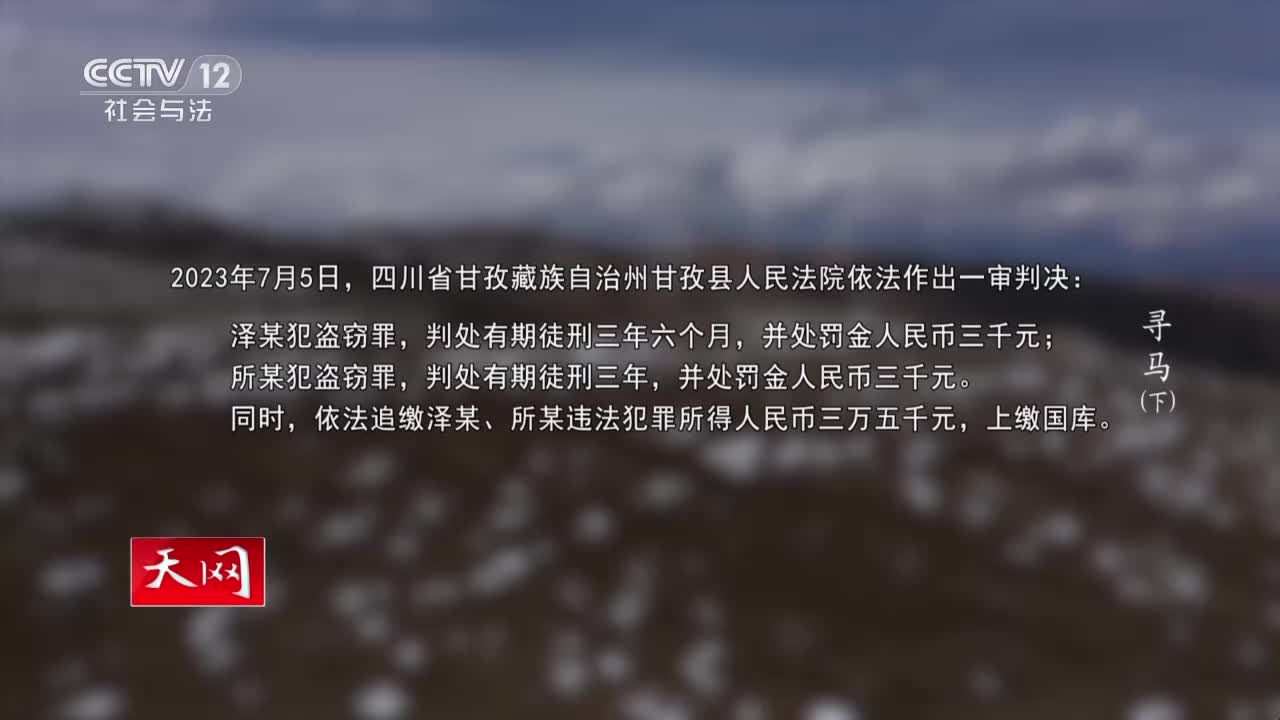 CCTV 12
社会与法
2023年7月5日，四川省甘孜藏族自治州甘孜县人民法院依法作出一审判决：
泽某犯盗窃罪，判处有期徒刑三年六个月，并处罚金人民币三千元；
所某犯盗窃罪，判处有期徒刑三年，并处罚金人民币三千元。
同时，依法追缴泽某、所某违法犯罪所得人民币三万五千元，上缴国库。
寻马(下)
天网